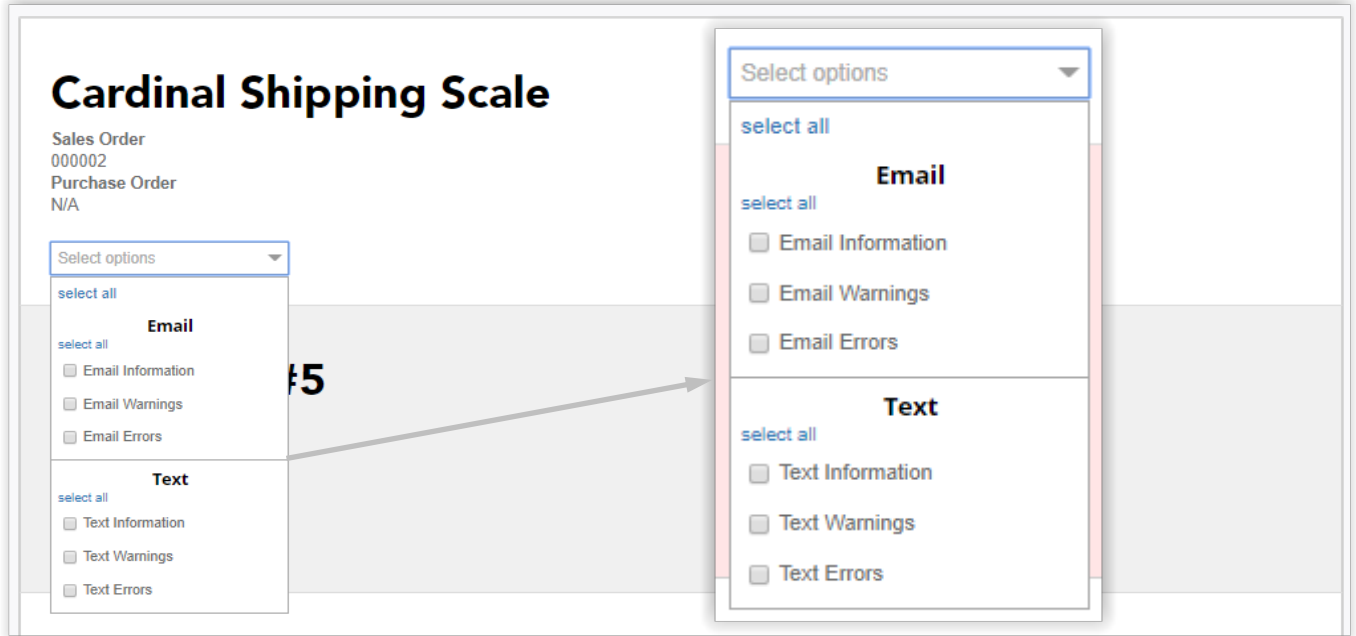 Cardinal Shipping Scale
Sales Order
000002
Purchase Order
N/A
Select options
select all
Email
select all
Email Information
Email Warnings
Email Errors
Text
select all
Text Information
Text Warnings
Text Errors
#5
Select options
select all
Email
select all
Email Information
Email Warnings
Email Errors
Text
select all
Text Information
Text Warnings
Text Errors